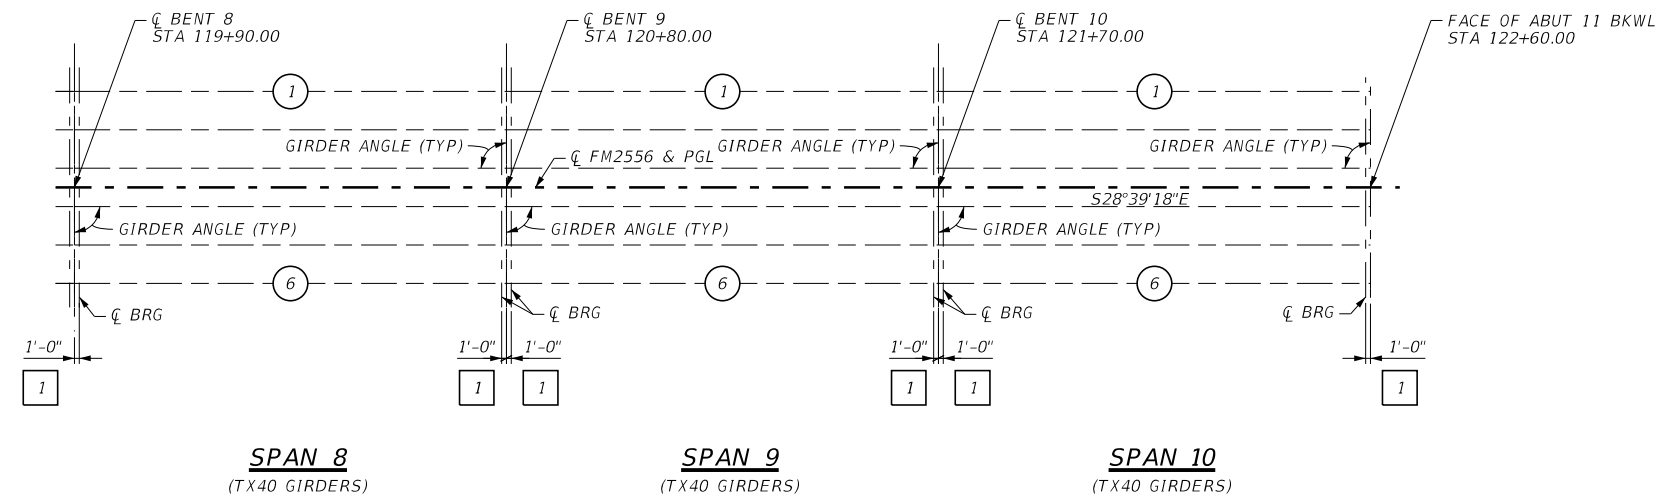 ℄ BENT 8
STA 119+90.00
℄ BENT 9
STA 120+80.00
℄ BENT 10
STA 121+70.00
FACE OF ABUT 11 BKWL
STA 122+60.00
1
1
1
GIRDER ANGLE (TYP)
℄ FM2556 & PGL
GIRDER ANGLE (TYP)
GIRDER ANGLE (TYP)
S28°39'18"E
GIRDER ANGLE (TYP)
GIRDER ANGLE (TYP)
GIRDER ANGLE (TYP)
6
6
6
℄ BRG
℄ BRG
℄ BRG
℄ BRG
1'-0"
1'-0"
1'-0"
1'-0"
1'-0"
1'-0"
1
1
1
1
1
1
SPAN 8
(TX40 GIRDERS)
SPAN 9
(TX40 GIRDERS)
SPAN 10
(TX40 GIRDERS)